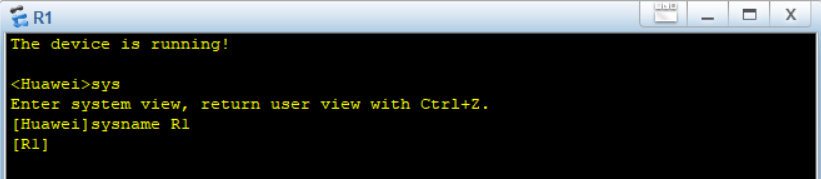 R1
The device is running!
<Huawei>sys
Enter system view, return user view with Ctrl+Z.
[Huawei]sysname R1
[R1]